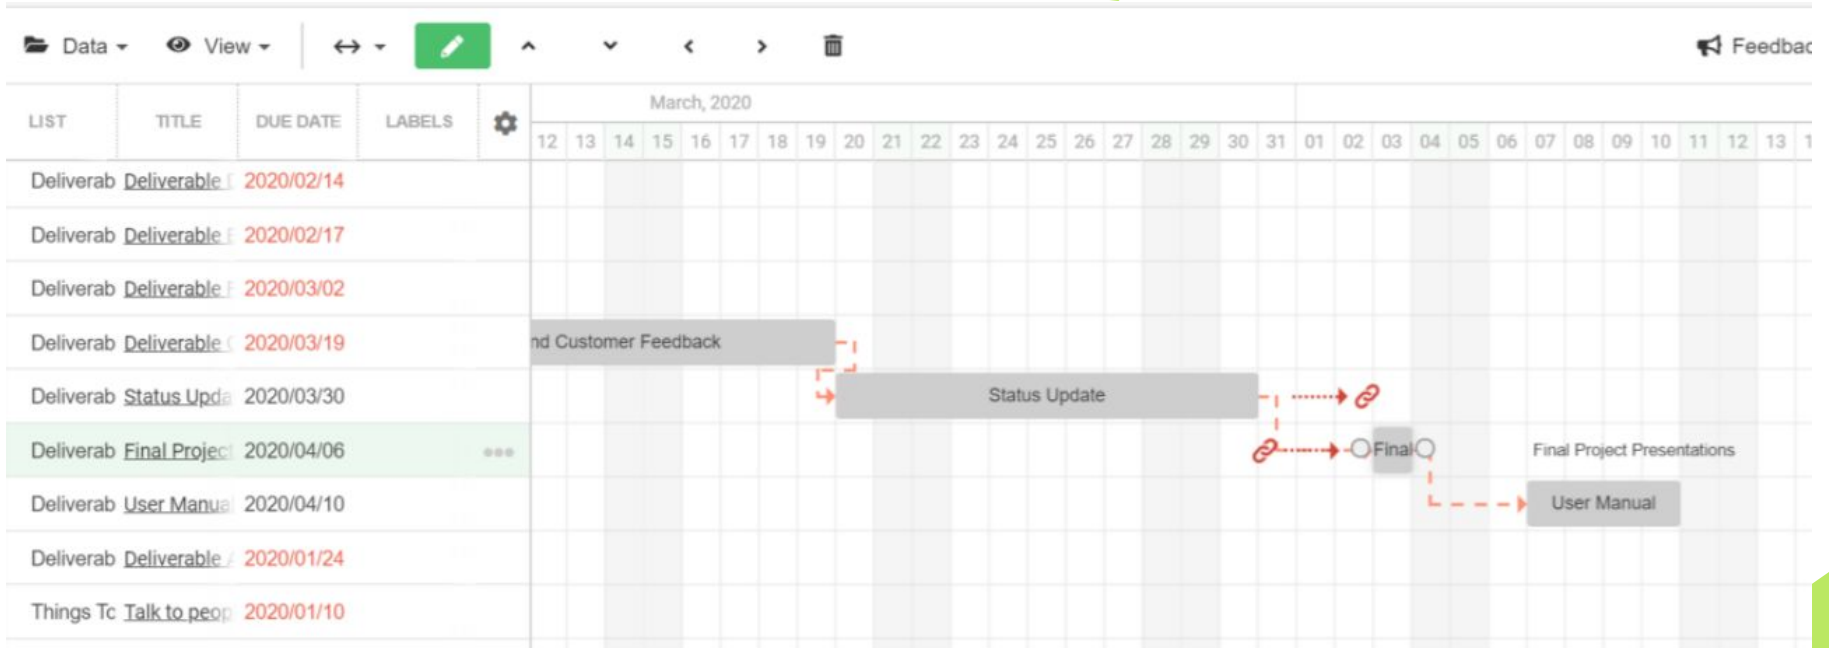 Data View Feedbac
March, 2020
LIST TITLE DUE DATE LABELS
12 13 14 15 16 17 18 19 20 21 22 23 24 25 26 27 28 29 30 31 01 02 03 04 05 06 07 08 09 10 11 12 13 1
Deliverab Deliverable 2020/02/14
Deliverab Deliverable 2020/02/17
Deliverab Deliverable 2020/03/02
Deliverab Deliverable 2020/03/19 nd Customer Feedback
Deliverab Status Upda 2020/03/30 Status Update
Deliverab Final Projec 2020/04/06 Final Final Project Presentations
Deliverab User Manua 2020/04/10 User Manual
Deliverab Deliverable 2020/01/24
Things To Talk to peop 2020/01/10